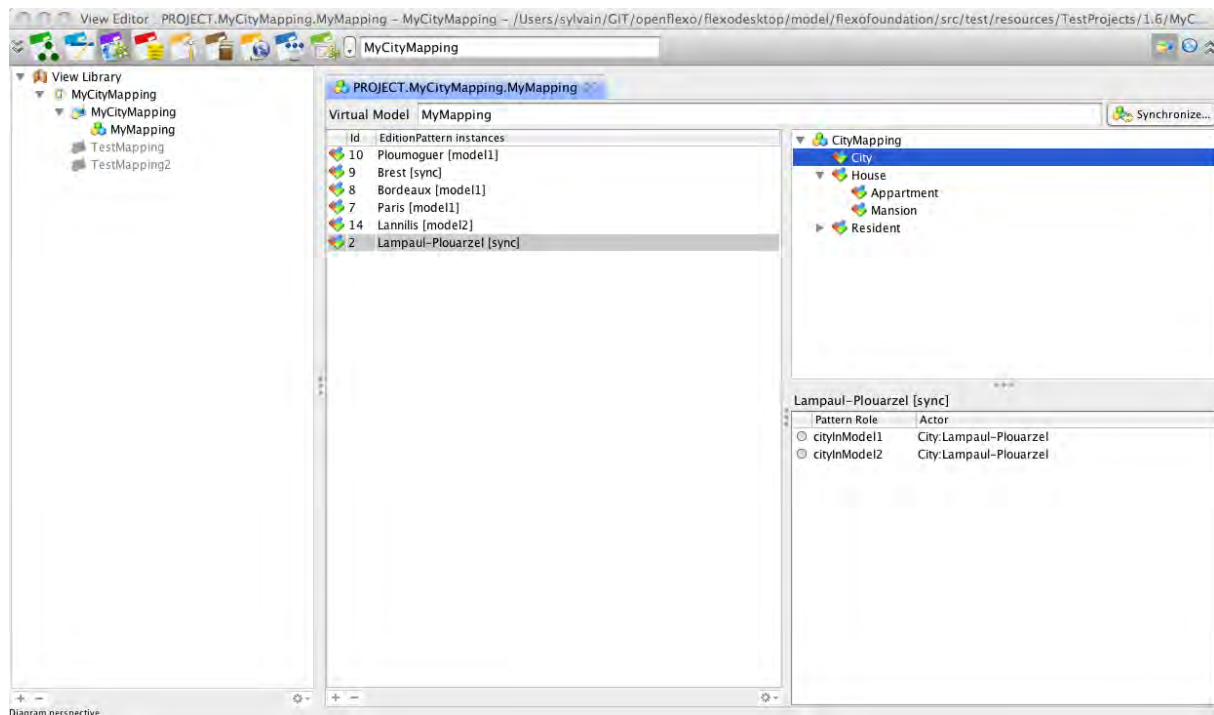 View Editor PROJECT.MyCityMapping.MyMapping - MyCityMapping - /Users/sylvain/GIT/openflexo/flexodesktop/model/flexofoundation/src/test/resources/TestProjects/1.6/MyC...
MyCityMapping
View Library
MyCityMapping
MyCityMapping
MyMapping
TestMapping
TestMapping2
PROJECT.MyCityMapping.MyMapping
Virtual Model MyMapping
Synchronize...
Id EditionPattern instances
10 Ploumoguer [model1]
9 Brest [sync]
8 Bordeaux [model1]
7 Paris [model1]
14 Lannilis [model2]
2 Lampaul-Plouarzel [sync]
CityMapping
City
House
Appartment
Mansion
Resident
Lampaul-Plouarzel [sync]
Pattern Role Actor
cityInModel1 City:Lampaul-Plouarzel
cityInModel2 City:Lampaul-Plouarzel
Diagram perspective